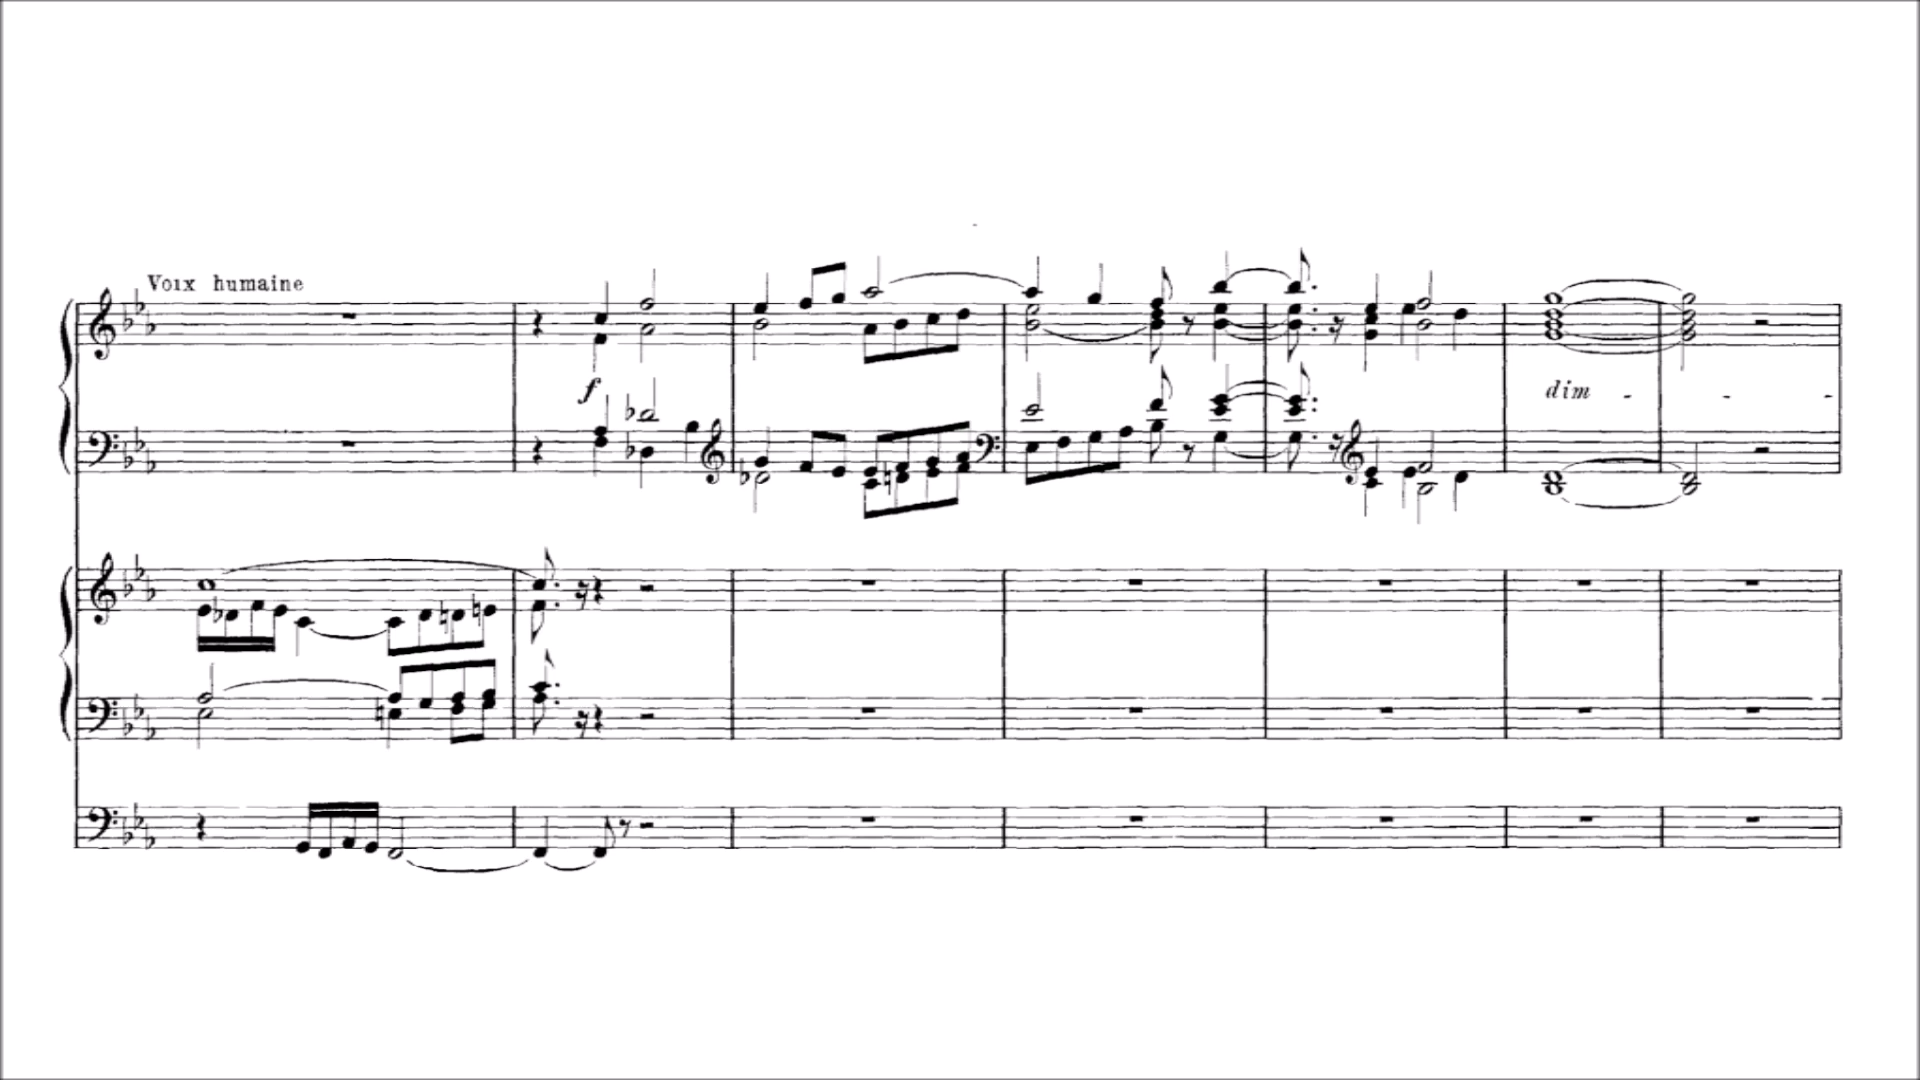 Voix humaine
f
dim - - -